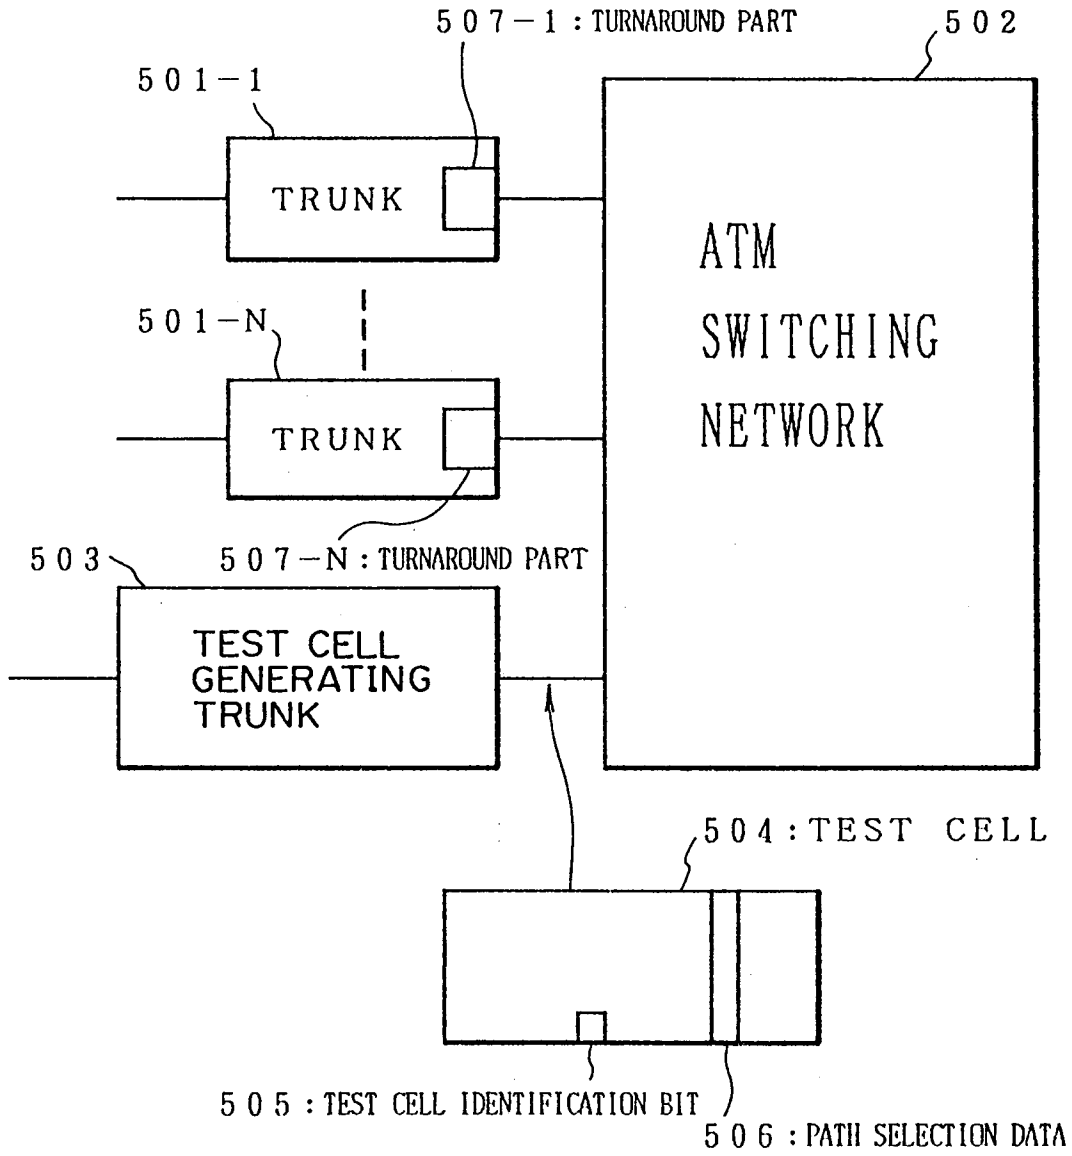 507-1:TURNAROUND PART
502
501-1
TRUNK
ATM
SWITCHING
NETWORK
501-N
TRUNK
507-N:TURNAROUND PART
503
TEST CELL
GENERATING
TRUNK
504:TEST CELL
505:TEST CELL IDENTIFICATION BIT
506:PATH SELECTION DATA